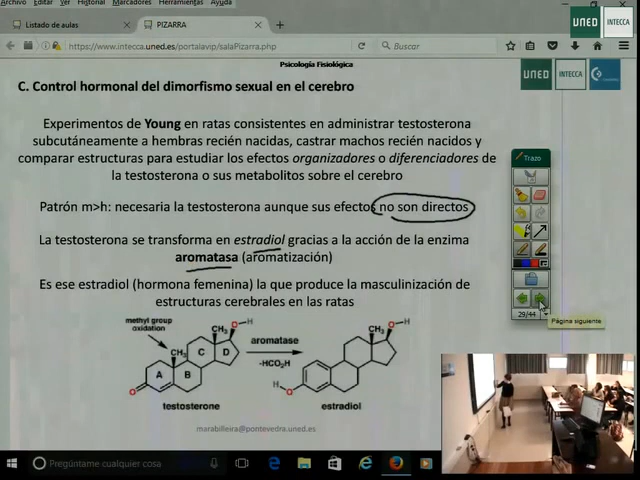 Archivo Editar Ver Historial Marcadores Herramientas Ayuda
Listado de aulas
PIZARRA
https://www.intecca.uned.es/portalavip/salaPizarra.php
Buscar
UNED
INTECCA
Psicología Fisiológica
UNED
INTECCA
C. Control hormonal del dimorfismo sexual en el cerebro
Experimentos de Young en ratas consistentes en administrar testosterona
subcutáneamente a hembras recién nacidas, castrar machos recién nacidos y
comparar estructuras para estudiar los efectos organizadores o diferenciadores de
la testosterona o sus metabolitos sobre el cerebro
Patrón m>h: necesaria la testosterona aunque sus efectos no son directos
La testosterona se transforma en estradiol gracias a la acción de la enzima
aromatasa (aromatización)
Es ese estradiol (hormona femenina) la que produce la masculinización de
estructuras cerebrales en las ratas
Trazo
29/44
Página siguiente
methyl group
oxidation
CH₃
CH₃
O
H
A
B
C
D
O
testosterone
aromatase
-HCO₂H
CH₃
O
H
H
O
estradiol
marabilleira@pontevedra.uned.es
Pregúntame cualquier cosa